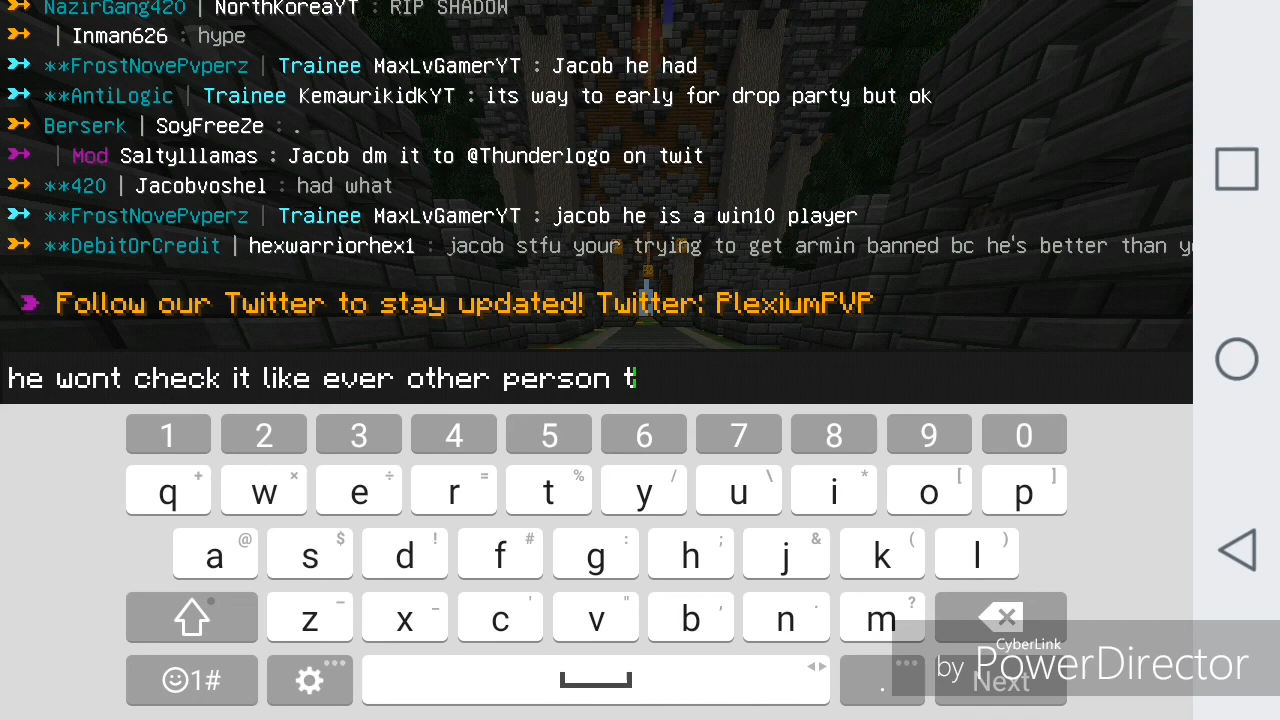 NazirGang420 | NorthKoreaYT : RIP SHADOW
| Inman626 : hype
**FrostNovePvperz | Trainee MaxLvGamerYT : Jacob he had
**AntiLogic | Trainee KemaurikidkYT : its way to early for drop party but ok
Berserk | SoyFreeZe : .
| Mod Saltylllamas : Jacob dm it to @Thunderlogo on twit
**420 | Jacobvoshel : had what
**FrostNovePvperz | Trainee MaxLvGamerYT : jacob he is a win10 player
**DebitOrCredit | hexwarriorhex1 : jacob stfu your trying to get armin banned bc he's better than y
Follow our Twitter to stay updated! Twitter: PlexiumPVP
he wont check it like ever other person t
1 2 3 4 5 6 7 8 9 0
q + w × e ÷ r = t % y / u \ i * o [ p ]
a @ s $ d ! f # g : h ; j & k ( l )
z – x _ c ' v " b , n . m ?
1# . Next
CyberLink
by PowerDirector